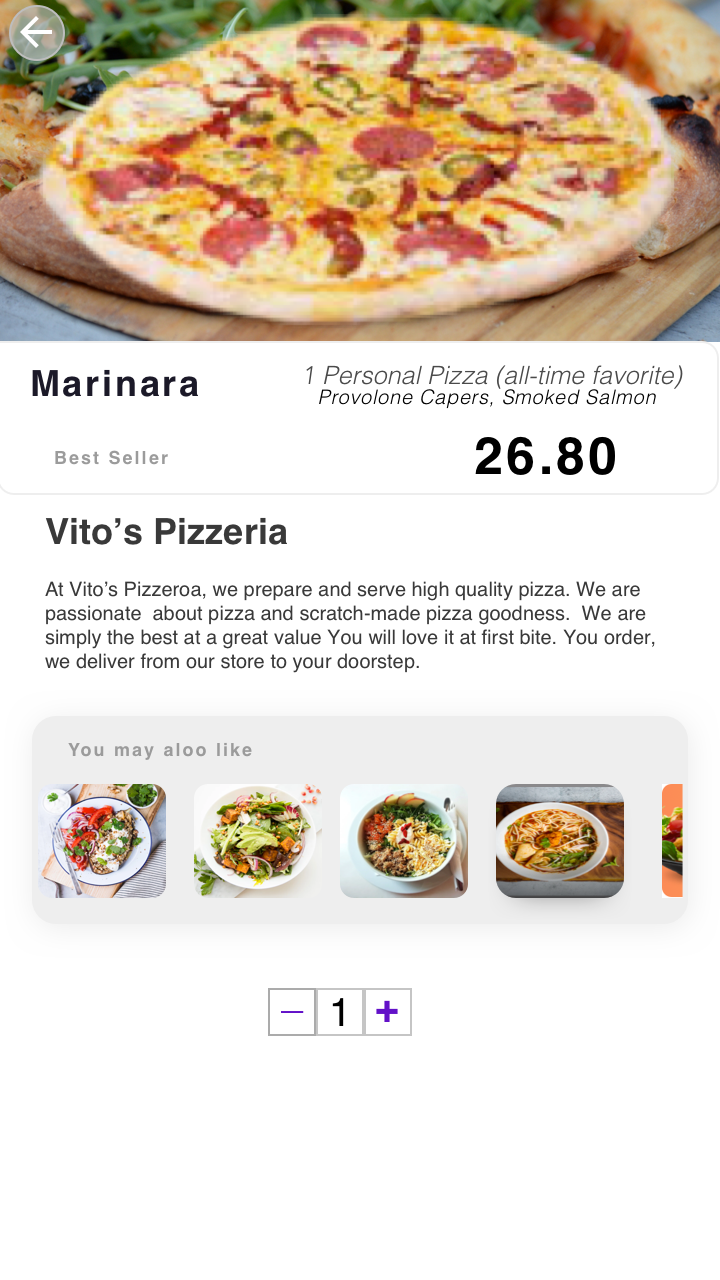 Marinara
1 Personal Pizza (all-time favorite)
Provolone Capers, Smoked Salmon
Best Seller
26.80
Vito’s Pizzeria
At Vito’s Pizzeroa, we prepare and serve high quality pizza. We are
passionate  about pizza and scratch-made pizza goodness.  We are
simply the best at a great value You will love it at first bite. You order,
we deliver from our store to your doorstep.
You may aloo like
— 1 +